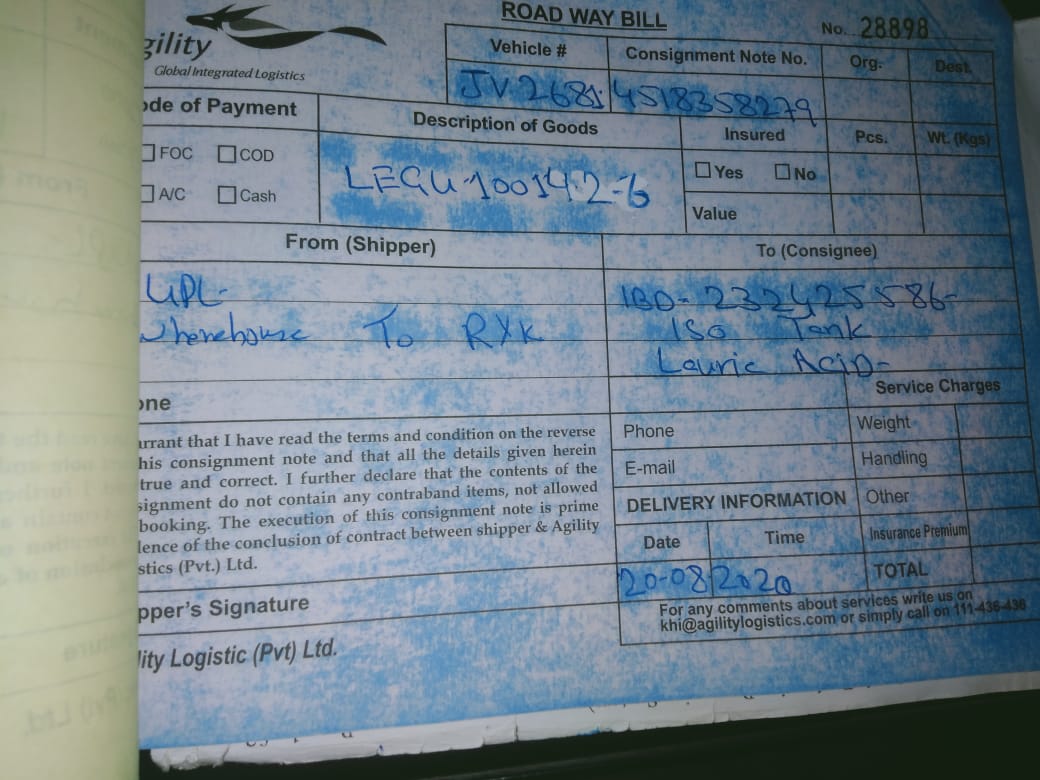 ROAD WAY BILL
No. 28898
gility
Global Integrated Logistics
Vehicle #
Consignment Note No.
Org.
Dest.
JV 2681
4518358279
ode of Payment
Description of Goods
Insured
Pcs.
Wt. (Kgs)
FOC
COD
Yes
No
A/C
Cash
LEGU-100142-6
Value
From (Shipper)
To (Consignee)
UPL-
IBD-232425586-
wherehouse To RYK
ISO Tank
Lauric Acid-
one
Service Charges
Phone
Weight
E-mail
Handling
DELIVERY INFORMATION
Other
Date
Time
Insurance Premium
20-08 2020
TOTAL
arrant that I have read the terms and condition on the reverse
his consignment note and that all the details given herein
true and correct. I further declare that the contents of the
signment do not contain any contraband items, not allowed
booking. The execution of this consignment note is prime
lence of the conclusion of contract between shipper & Agility
stics (Pvt.) Ltd.
pper's Signature
For any comments about services write us on
khi@agilitylogistics.com or simply call on 111-436-436
lity Logistic (Pvt) Ltd.